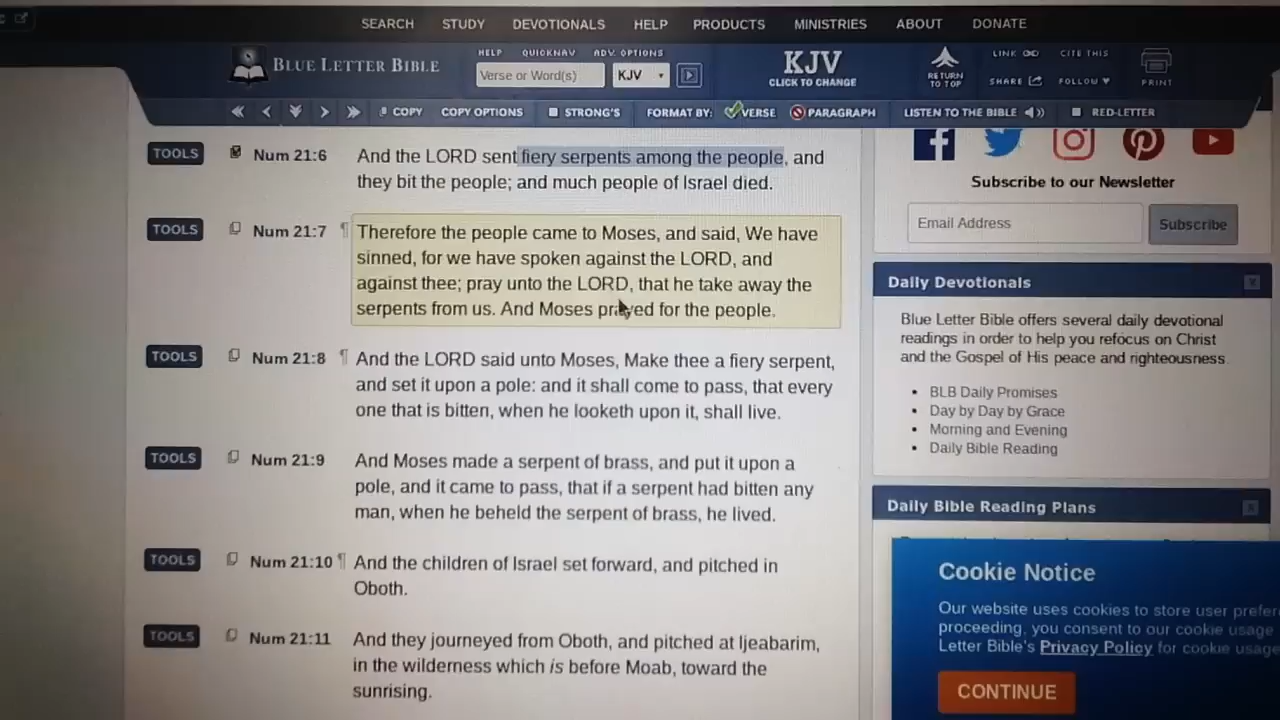 SEARCH STUDY DEVOTIONALS HELP PRODUCTS MINISTRIES ABOUT DONATE
BLUE LETTER BIBLE
HELP QUICKNAV ADV. OPTIONS
Verse or Word(s) KJV
KJV
CLICK TO CHANGE
RETURN
TO TOP
LINK CITE THIS
SHARE FOLLOW
PRINT
COPY COPY OPTIONS STRONG'S FORMAT BY: VERSE PARAGRAPH LISTEN TO THE BIBLE RED-LETTER
TOOLS Num 21:6 And the LORD sent fiery serpents among the people, and
they bit the people; and much people of Israel died.
TOOLS Num 21:7 ¶ Therefore the people came to Moses, and said, We have
sinned, for we have spoken against the LORD, and
against thee; pray unto the LORD, that he take away the
serpents from us. And Moses prayed for the people.
TOOLS Num 21:8 ¶ And the LORD said unto Moses, Make thee a fiery serpent,
and set it upon a pole: and it shall come to pass, that every
one that is bitten, when he looketh upon it, shall live.
TOOLS Num 21:9 And Moses made a serpent of brass, and put it upon a
pole, and it came to pass, that if a serpent had bitten any
man, when he beheld the serpent of brass, he lived.
TOOLS Num 21:10 ¶ And the children of Israel set forward, and pitched in
Oboth.
TOOLS Num 21:11 And they journeyed from Oboth, and pitched at Ijeabarim,
in the wilderness which is before Moab, toward the
sunrising.
Subscribe to our Newsletter
Email Address Subscribe
Daily Devotionals
Blue Letter Bible offers several daily devotional
readings in order to help you refocus on Christ
and the Gospel of His peace and righteousness
• BLB Daily Promises
• Day by Day by Grace
• Morning and Evening
• Daily Bible Reading
Daily Bible Reading Plans
Cookie Notice
Our website uses cookies to store user prefer
proceeding, you consent to our cookie usage
Letter Bible's Privacy Policy for cookie usage
CONTINUE